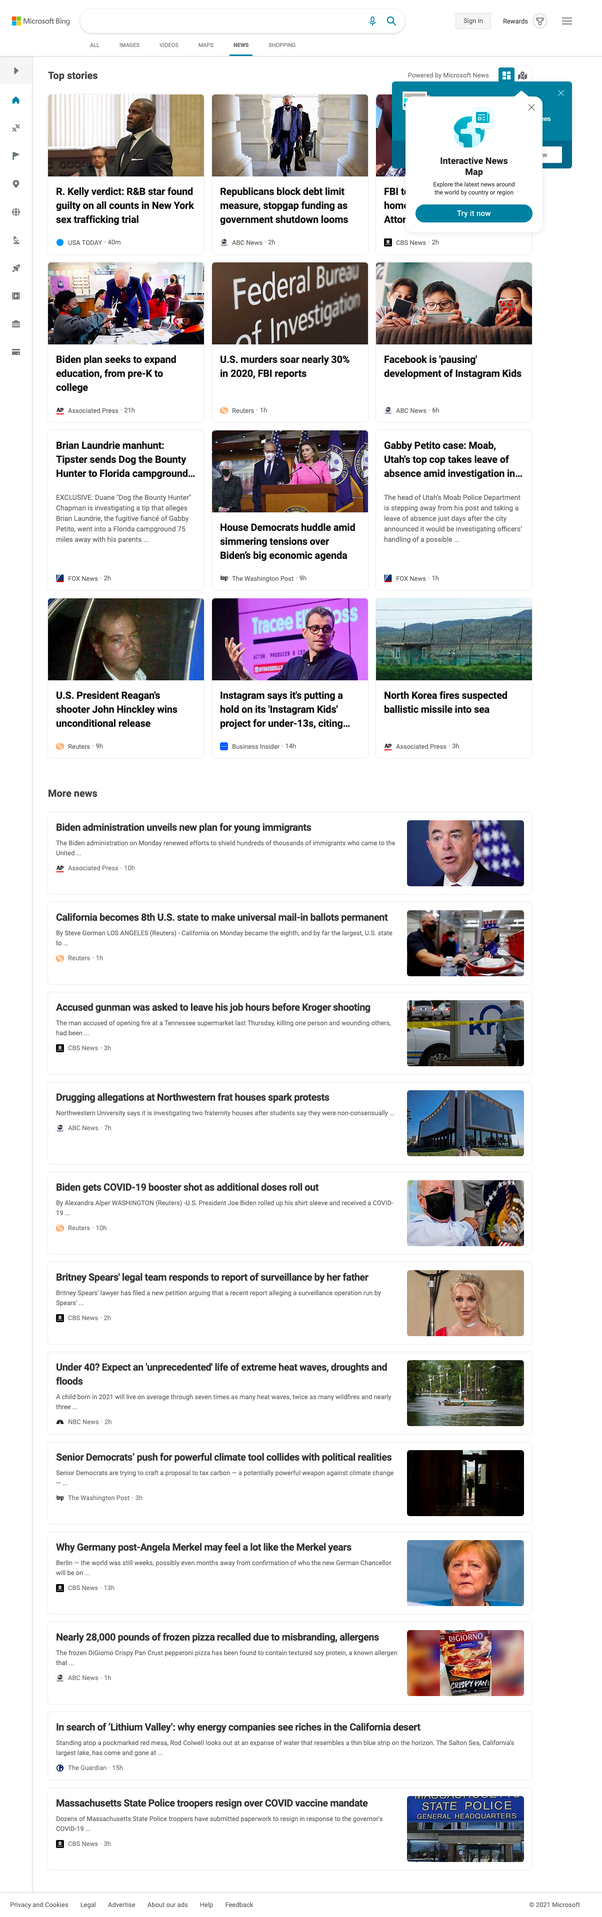 Microsoft Bing
Sign in
Rewards
ALL IMAGES VIDEOS MAPS NEWS SHOPPING
Top stories
Powered by Microsoft News
Interactive News
Map
Explore the latest news around
the world by country or region
Try it now
R. Kelly verdict: R&B star found
guilty on all counts in New York
sex trafficking trial
USA TODAY · 40m
Republicans block debt limit
measure, stopgap funding as
government shutdown looms
ABC News · 2h
CBS News · 2h
Federal Bureau
of Investigation
Biden plan seeks to expand
education, from pre-K to
college
AP Associated Press · 21h
U.S. murders soar nearly 30%
in 2020, FBI reports
Reuters · 1h
Facebook is 'pausing'
development of Instagram Kids
ABC News · 6h
Brian Laundrie manhunt:
Tipster sends Dog the Bounty
Hunter to Florida campground...
EXCLUSIVE: Duane "Dog the Bounty Hunter"
Chapman is investigating a tip that alleges
Brian Laundrie, the fugitive fiancé of Gabby
Petito, went into a Florida campground 75
miles away with his parents ...
FOX News · 2h
House Democrats huddle amid
simmering tensions over
Biden's big economic agenda
wp The Washington Post · 9h
Gabby Petito case: Moab,
Utah's top cop takes leave of
absence amid investigation in...
The head of Utah's Moab Police Department
is stepping away from his post and taking a
leave of absence just days after the city
announced it would be investigating officers'
handling of a possible ...
FOX News · 1h
U.S. President Reagan's
shooter John Hinckley wins
unconditional release
Reuters · 9h
Instagram says it's putting a
hold on its 'Instagram Kids'
project for under-13s, citing...
Business Insider · 14h
North Korea fires suspected
ballistic missile into sea
AP Associated Press · 3h
More news
Biden administration unveils new plan for young immigrants
The Biden administration on Monday renewed efforts to shield hundreds of thousands of immigrants who came to the
United ...
AP Associated Press · 10h
California becomes 8th U.S. state to make universal mail-in ballots permanent
By Steve Gorman LOS ANGELES (Reuters) - California on Monday became the eighth, and by far the largest, U.S. state
to ...
Reuters · 1h
Accused gunman was asked to leave his job hours before Kroger shooting
The man accused of opening fire at a Tennessee supermarket last Thursday, killing one person and wounding others,
had been ...
CBS News · 3h
Drugging allegations at Northwestern frat houses spark protests
Northwestern University says it is investigating two fraternity houses after students say they were non-consensually ...
ABC News · 7h
Biden gets COVID-19 booster shot as additional doses roll out
By Alexandra Alper WASHINGTON (Reuters) -U.S. President Joe Biden rolled up his shirt sleeve and received a COVID-
19 ...
Reuters · 10h
Britney Spears' legal team responds to report of surveillance by her father
Britney Spears' lawyer has filed a new petition arguing that a recent report alleging a surveillance operation run by
Spears' ...
CBS News · 2h
Under 40? Expect an 'unprecedented' life of extreme heat waves, droughts and
floods
A child born in 2021 will live on average through seven times as many heat waves, twice as many wildfires and nearly
three ...
NBC News · 2h
Senior Democrats' push for powerful climate tool collides with political realities
Senior Democrats are trying to craft a proposal to tax carbon — a potentially powerful weapon against climate change
— ...
wp The Washington Post · 3h
Why Germany post-Angela Merkel may feel a lot like the Merkel years
Berlin — the world was still weeks, possibly even months away from confirmation of who the new German Chancellor
will be on ...
CBS News · 13h
Nearly 28,000 pounds of frozen pizza recalled due to misbranding, allergens
The frozen DiGiorno Crispy Pan Crust pepperoni pizza has been found to contain textured soy protein, a known allergen
that ...
ABC News · 1h
DIGIORNO
CRISPY PAN
In search of 'Lithium Valley': why energy companies see riches in the California desert
Standing atop a pockmarked red mesa, Rod Colwell looks out at an expanse of water that resembles a thin blue strip on the horizon. The Salton Sea, California's
largest lake, has come and gone at ...
The Guardian · 15h
Massachusetts State Police troopers resign over COVID vaccine mandate
Dozens of Massachusetts State Police troopers have submitted paperwork to resign in response to the governor's
COVID-19 ...
CBS News · 3h
MASSACHUSETTS
STATE POLICE
GENERAL HEADQUARTERS
Privacy and Cookies Legal Advertise About our ads Help Feedback
© 2021 Microsoft